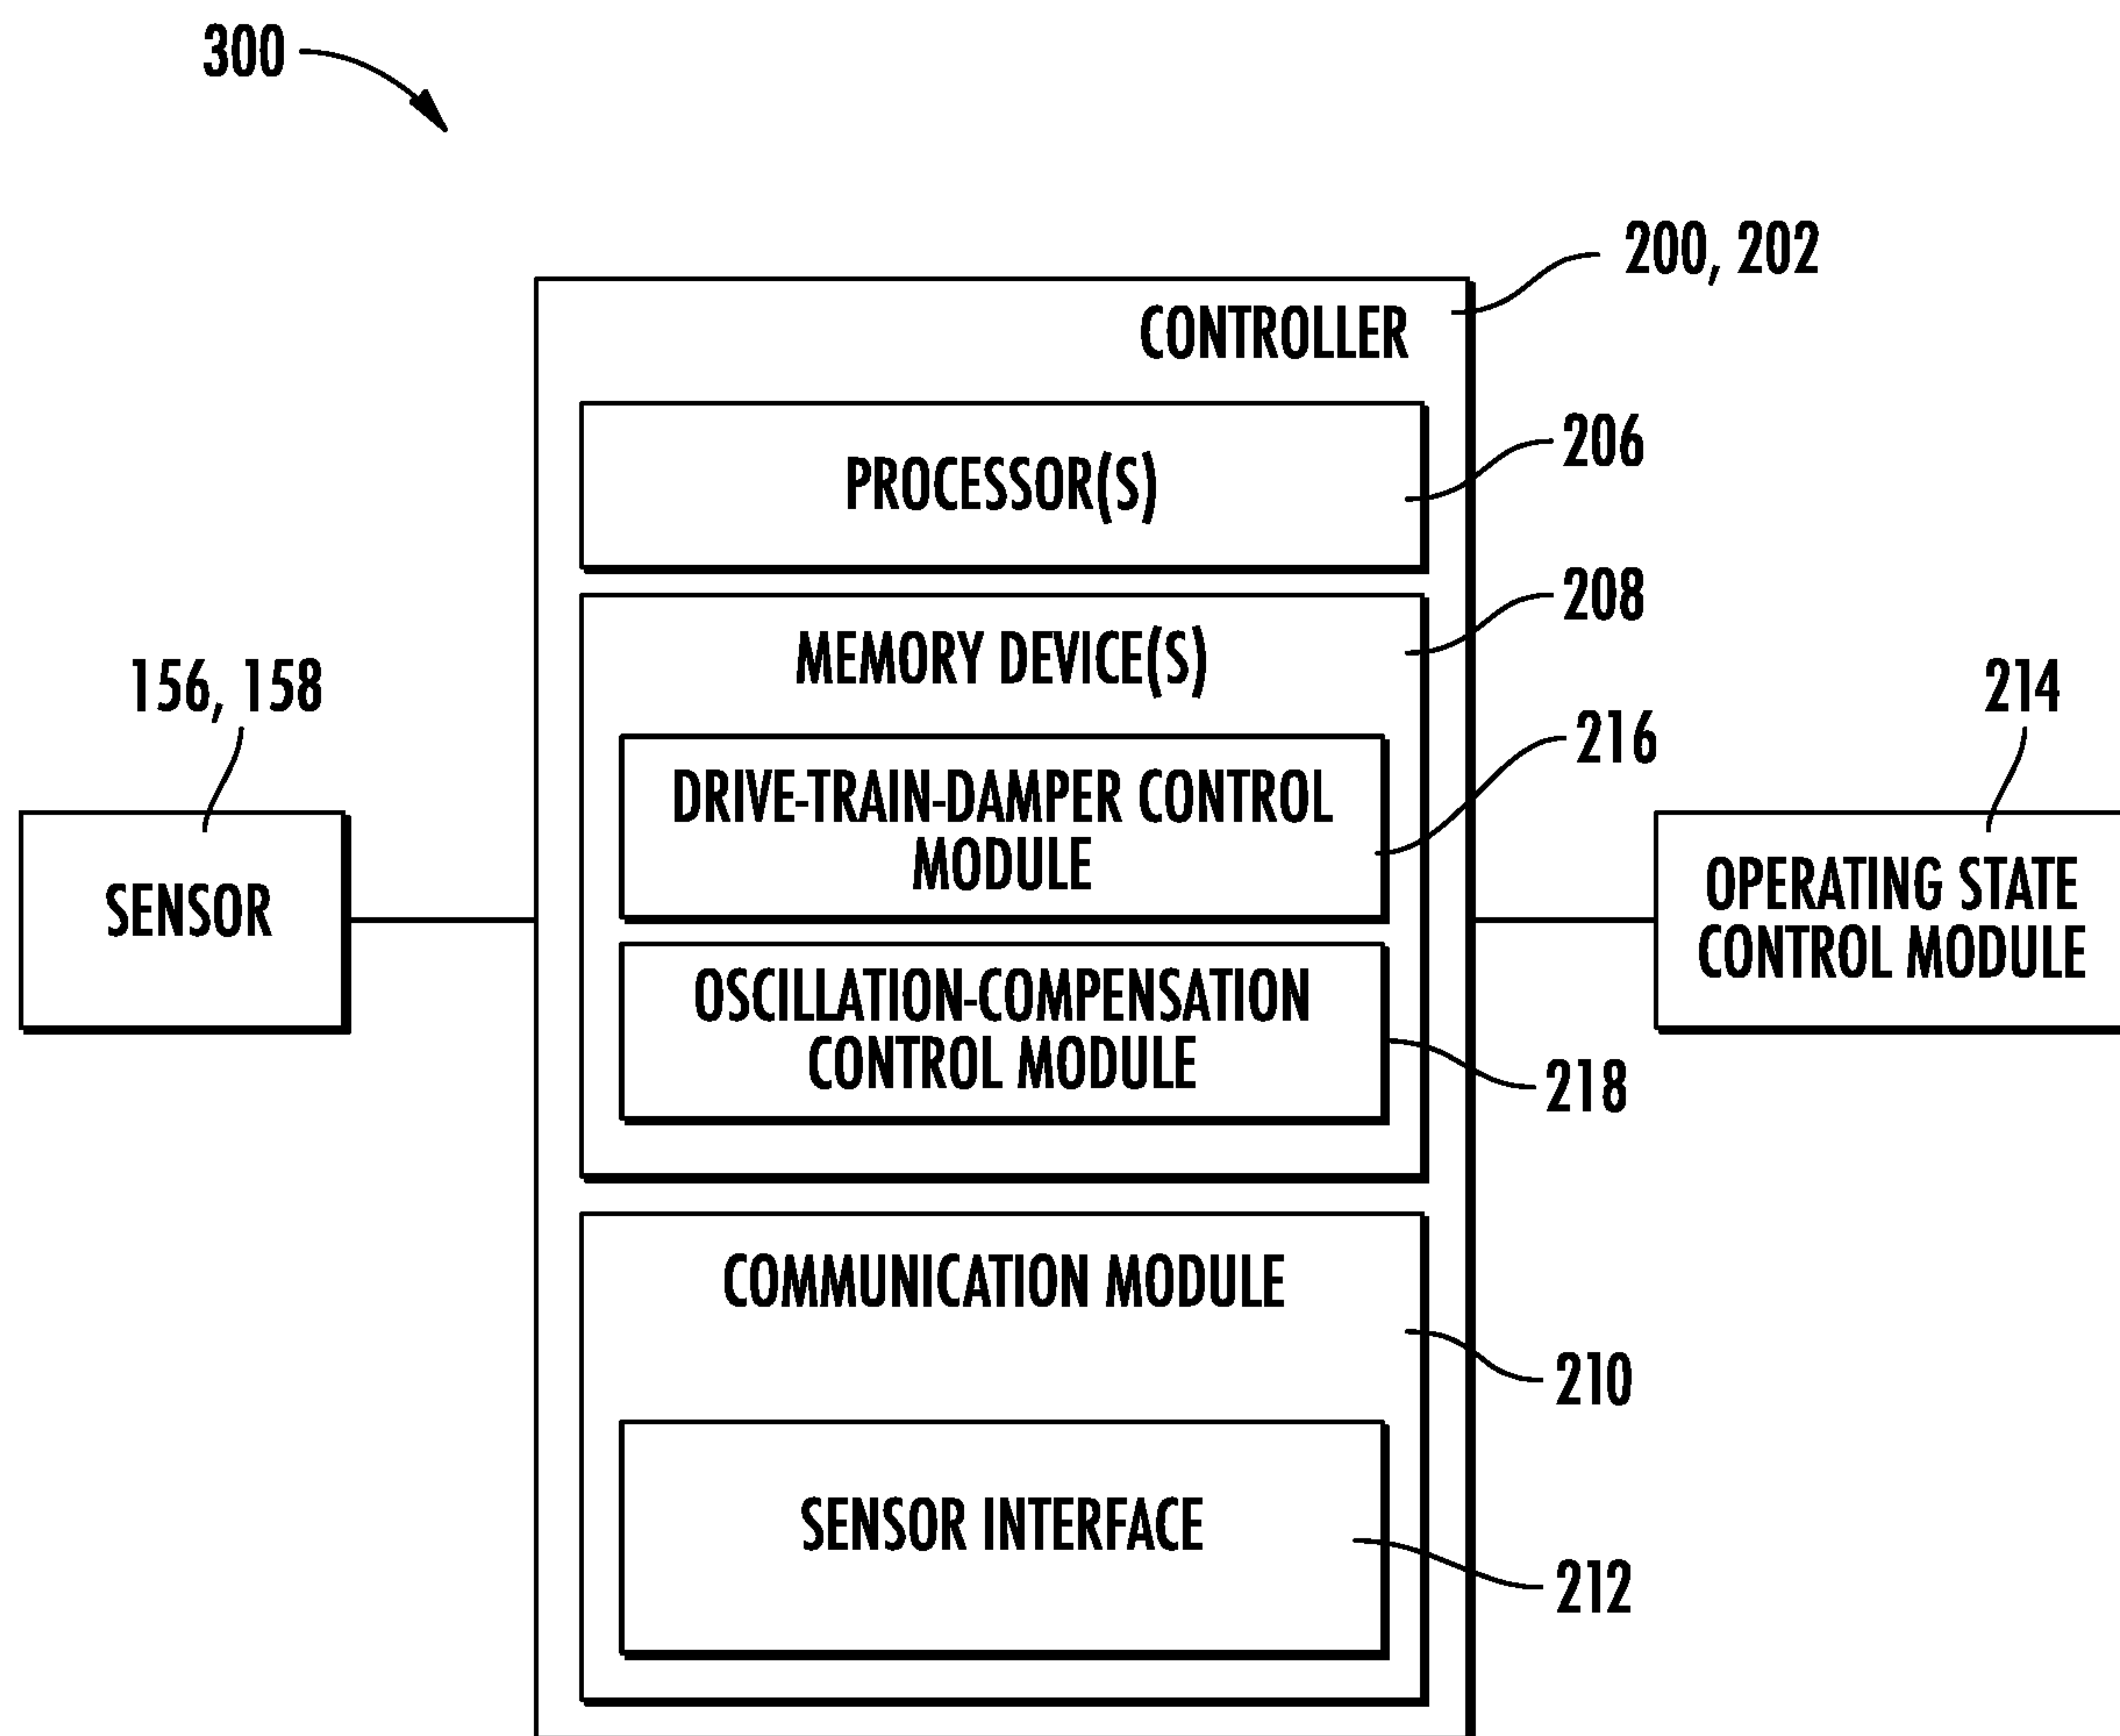 300
200, 202
CONTROLLER
206
PROCESSOR(S)
208
MEMORY DEVICE(S)
156, 158
214
216
DRIVE-TRAIN-DAMPER CONTROL
MODULE
SENSOR
OPERATING STATE
CONTROL MODULE
OSCILLATION-COMPENSATION
CONTROL MODULE
218
COMMUNICATION MODULE
210
SENSOR INTERFACE
212